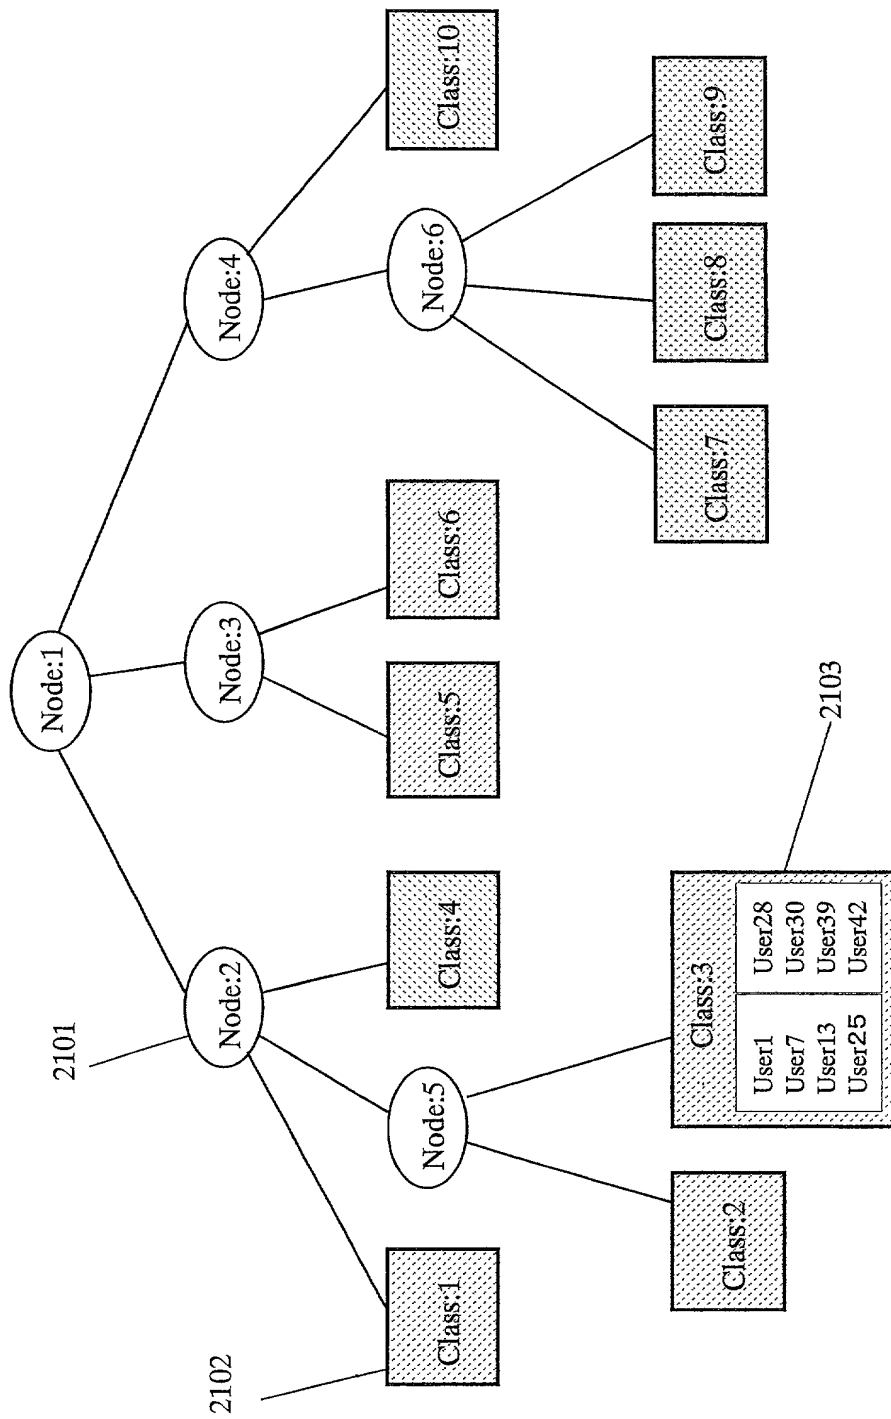 Node:1
2101
Node:2
Node:3
Node:4
2102
Class:1
Node:5
Class:4
Class:5
Class:6
Node:6
Class:10
Class:2
Class:3
User1
User7
User13
User25
User28
User30
User39
User42
2103
Class:7
Class:8
Class:9